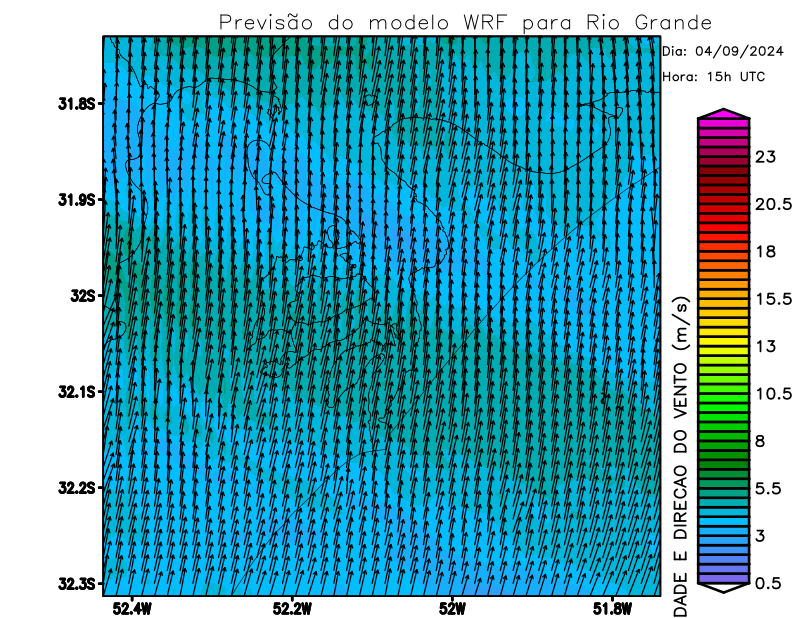 Previsão do modelo WRF para Rio Grande
Dia: 04/09/2024
Hora: 15h UTC
31.8S
31.9S
32S
32.1S
32.2S
32.3S
52.4W
52.2W
52W
51.8W
23
20.5
18
15.5
13
10.5
8
5.5
3
0.5
DADE E DIRECAO DO VENTO (m/s)